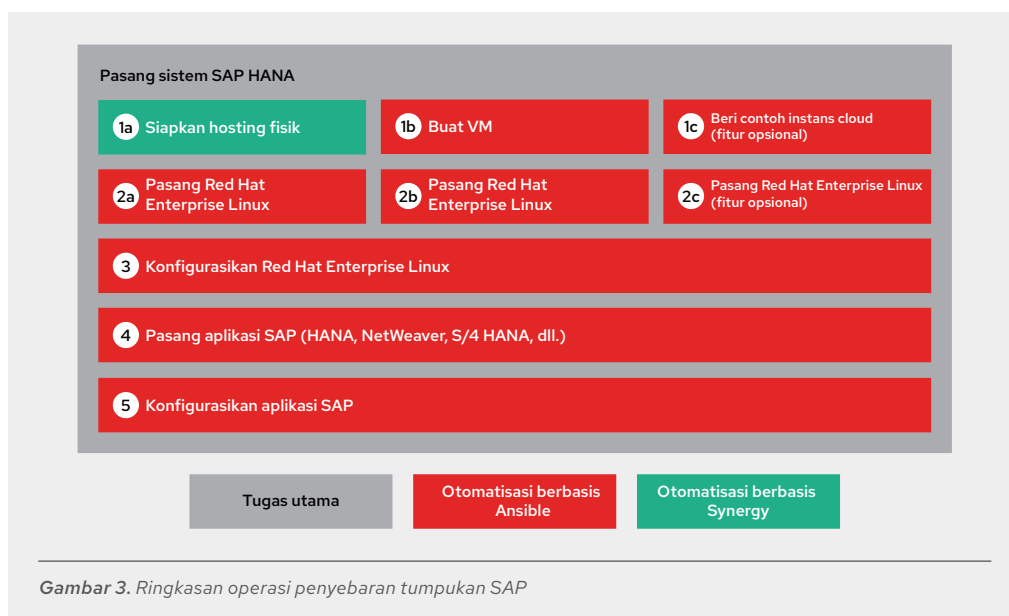 Pasang sistem SAP HANA
1a Siapkan hosting fisik
1b Buat VM
1c Beri contoh instans cloud
(fitur opsional)
2a Pasang Red Hat
Enterprise Linux
2b Pasang Red Hat
Enterprise Linux
2c Pasang Red Hat Enterprise Linux
(fitur opsional)
3 Konfigurasikan Red Hat Enterprise Linux
4 Pasang aplikasi SAP (HANA, NetWeaver, S/4 HANA, dll.)
5 Konfigurasikan aplikasi SAP
Tugas utama
Otomatisasi berbasis
Ansible
Otomatisasi berbasis
Synergy
Gambar 3. Ringkasan operasi penyebaran tumpukan SAP